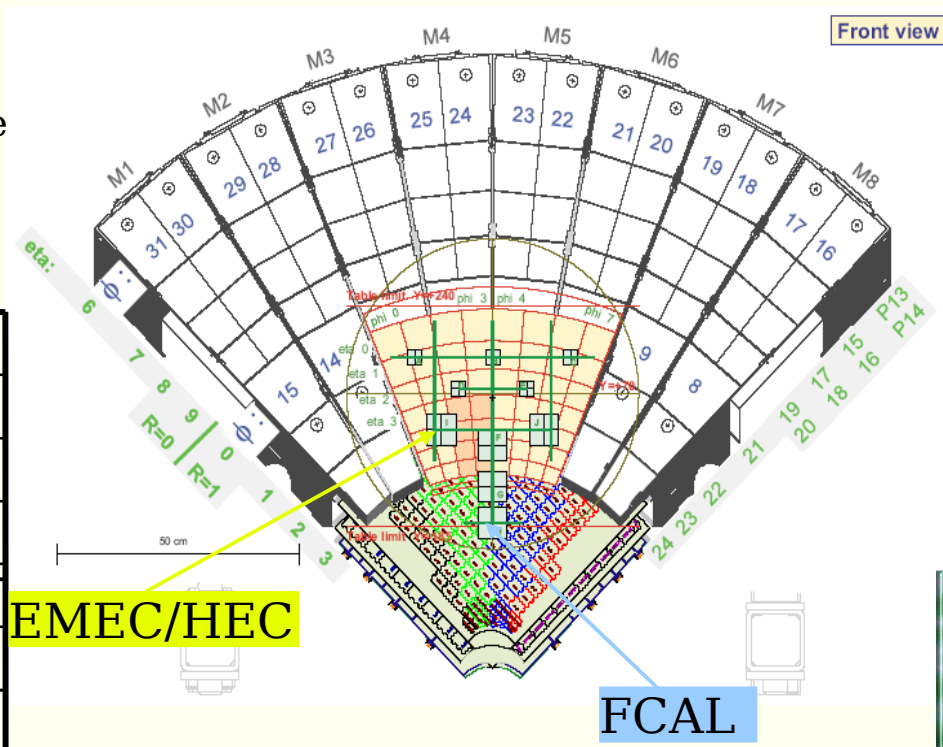 Front view
e
M1
M2
M3
M4
M5
M6
M7
M8
31 30
29 28
27 26
25 24
23 22
21 20
19 18
17 16
eta:
6
7
8
9
R=0
0
R=1
1
2
3
ϕ:
ϕ:
15 14
9
8
Table limit Y=+240
phi 0
phi 3
phi 4
phi 7
eta 0
eta 1
eta 2
eta 3
I
J
F
G
Table limit
P13
P14
15
16
17
18
19
20
21
22
23
24
50 cm
EMEC/HEC
FCAL